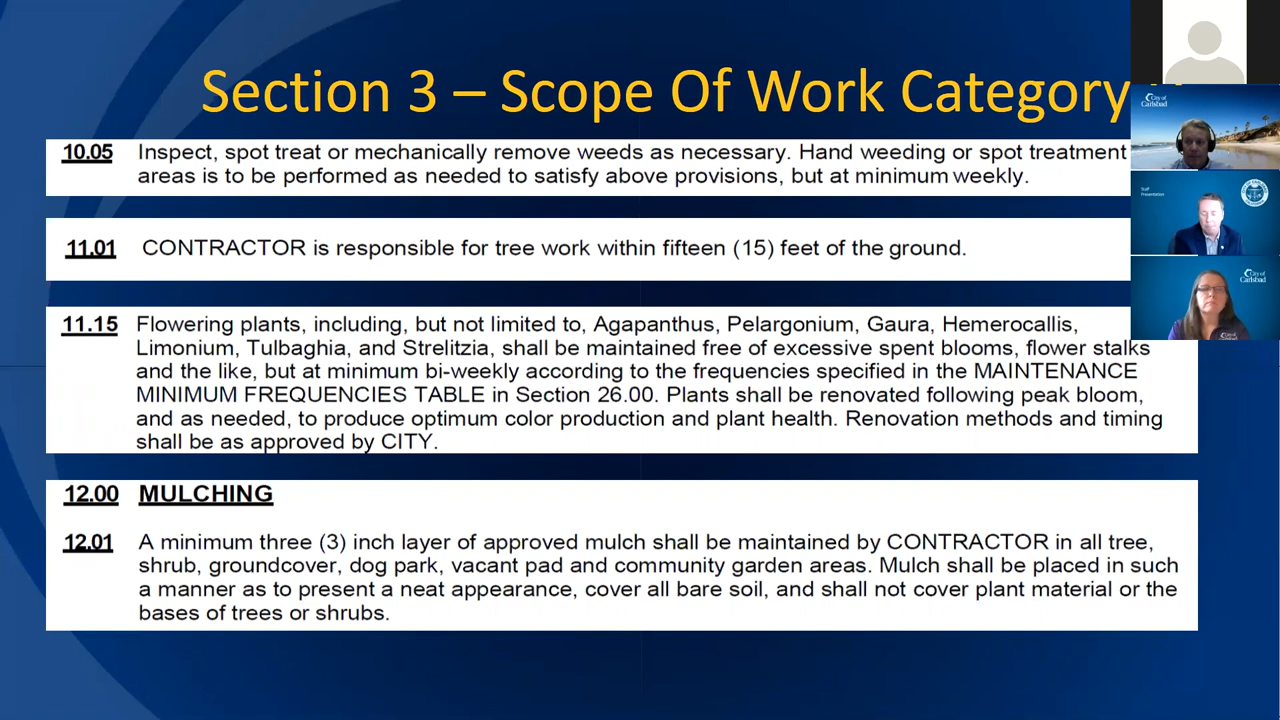 Section 3 – Scope Of Work Category
10.05 Inspect, spot treat or mechanically remove weeds as necessary. Hand weeding or spot treatment
areas is to be performed as needed to satisfy above provisions, but at minimum weekly.
11.01 CONTRACTOR is responsible for tree work within fifteen (15) feet of the ground.
11.15 Flowering plants, including, but not limited to, Agapanthus, Pelargonium, Gaura, Hemerocallis,
Limonium, Tulbaghia, and Strelitzia, shall be maintained free of excessive spent blooms, flower stalks
and the like, but at minimum bi-weekly according to the frequencies specified in the MAINTENANCE
MINIMUM FREQUENCIES TABLE in Section 26.00. Plants shall be renovated following peak bloom,
and as needed, to produce optimum color production and plant health. Renovation methods and timing
shall be as approved by CITY.
12.00 MULCHING
12.01 A minimum three (3) inch layer of approved mulch shall be maintained by CONTRACTOR in all tree,
shrub, groundcover, dog park, vacant pad and community garden areas. Mulch shall be placed in such
a manner as to present a neat appearance, cover all bare soil, and shall not cover plant material or the
bases of trees or shrubs.
City of
Carlsbad
Staff
Presentation
City of
Carlsbad